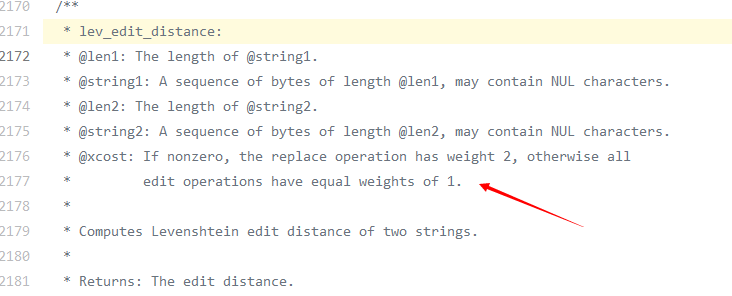 2170 /**
2171 * lev_edit_distance:
2172 * @len1: The length of @string1.
2173 * @string1: A sequence of bytes of length @len1, may contain NUL characters.
2174 * @len2: The length of @string2.
2175 * @string2: A sequence of bytes of length @len2, may contain NUL characters.
2176 * @xcost: If nonzero, the replace operation has weight 2, otherwise all
2177 * edit operations have equal weights of 1.
2178 *
2179 * Computes Levenshtein edit distance of two strings.
2180 *
2181 * Returns: The edit distance.